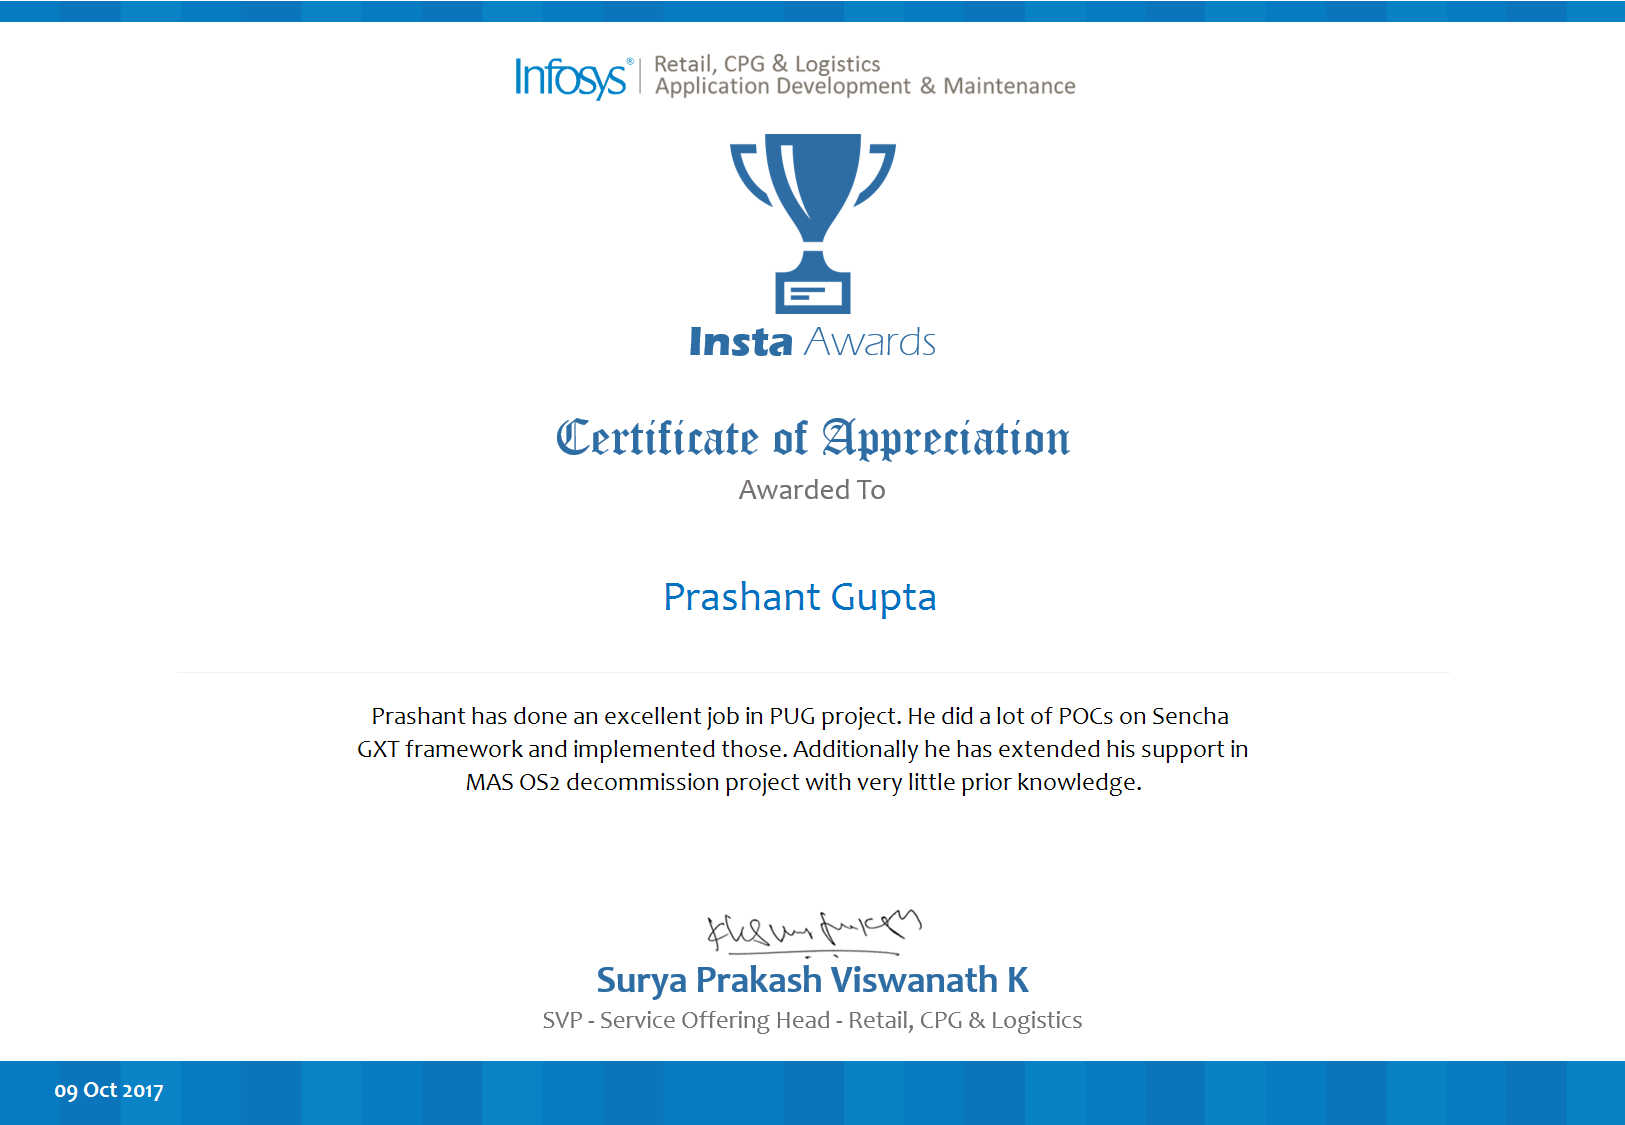 Infosys® | Retail, CPG & Logistics
Application Development & Maintenance
Insta Awards
Certificate of Appreciation
Awarded To
Prashant Gupta
Prashant has done an excellent job in PUG project. He did a lot of POCs on Sencha
GXT framework and implemented those. Additionally he has extended his support in
MAS OS2 decommission project with very little prior knowledge.
Surya Prakash Viswanath K
SVP - Service Offering Head - Retail, CPG & Logistics
09 Oct 2017